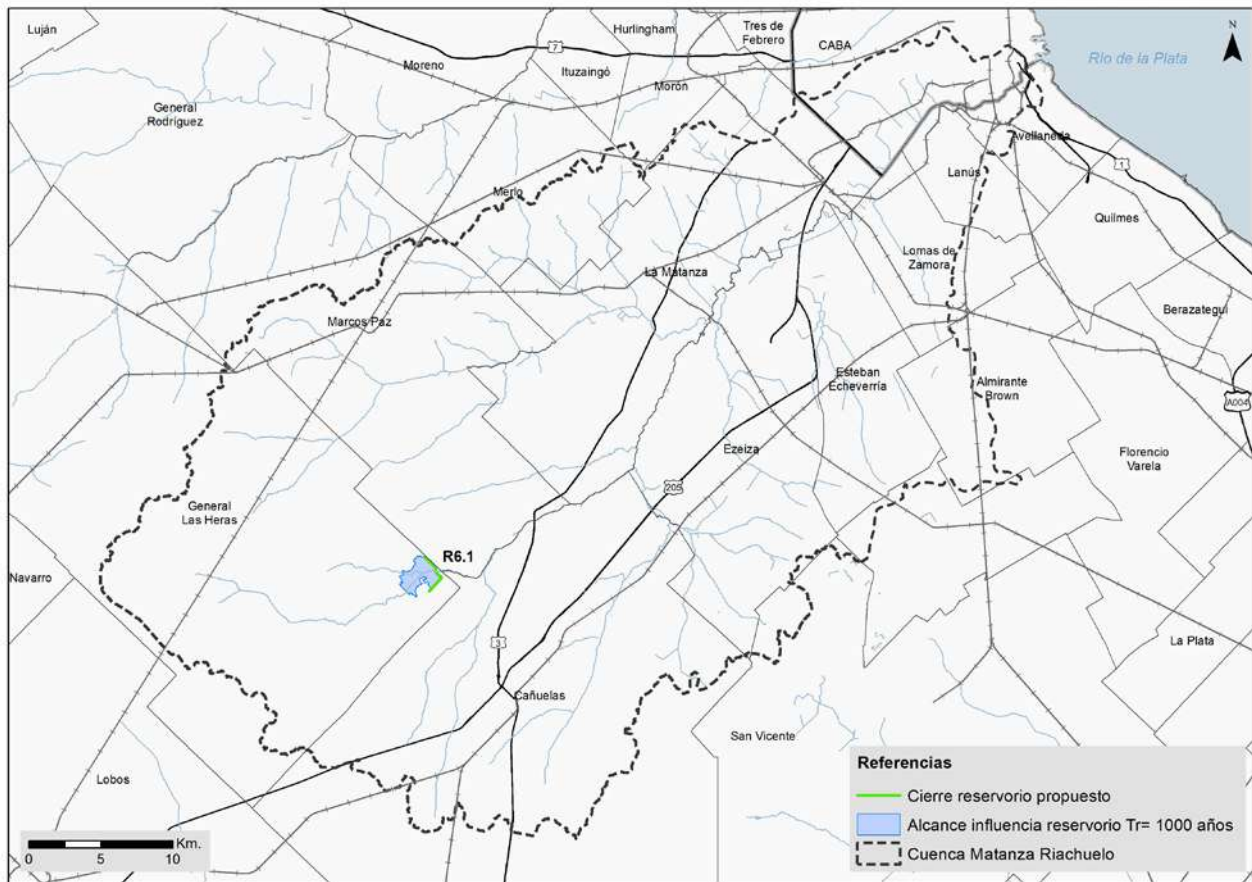 Luján
Hurlingham
Tres de
Febrero
CABA
N
7
Moreno
Ituzaingó
Morón
Río de la Plata
General
Rodríguez
Avellaneda
1
Merlo
Lanús
Quilmes
Lomas de
Zamora
La Matanza
Berazategui
Marcos Paz
Esteban
Echeverría
Almirante
Brown
A004
Ezeiza
Florencio
Varela
205
General
Las Heras
R6.1
Navarro
3
La Plata
Cañuelas
San Vicente
Lobos
Referencias
Cierre reservorio propuesto
Alcance influencia reservorio Tr= 1000 años
Cuenca Matanza Riachuelo
Km.
0 5 10